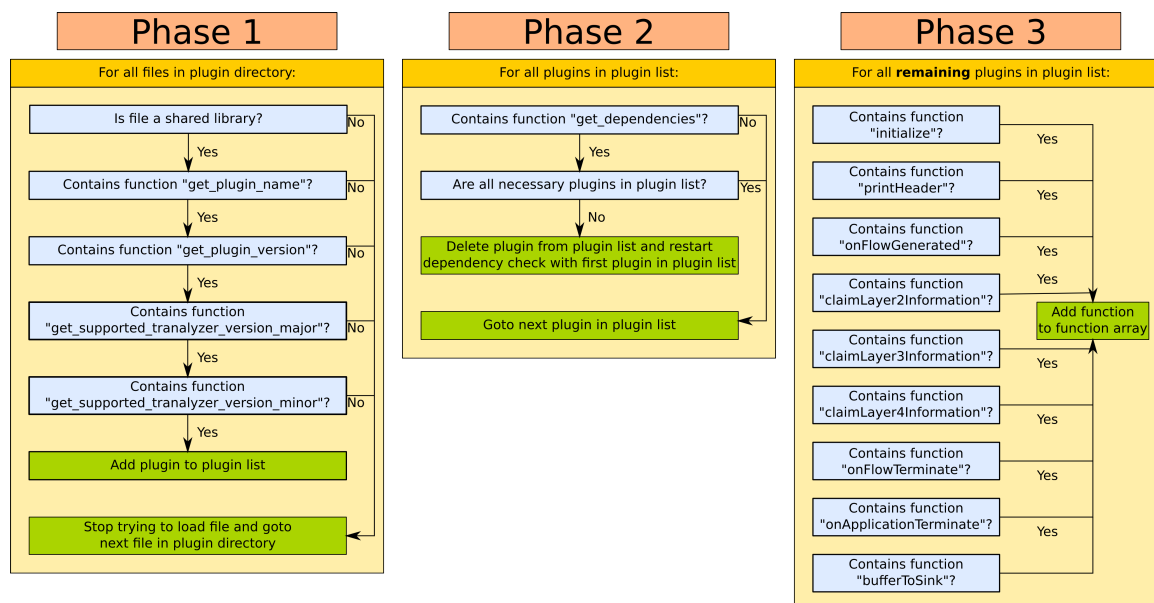 Phase 1
For all files in plugin directory:
Is file a shared library?
No
Yes
Contains function "get_plugin_name"?
No
Yes
Contains function "get_plugin_version"?
No
Yes
Contains function
"get_supported_tranalyzer_version_major"?
No
Yes
Contains function
"get_supported_tranalyzer_version_minor"?
No
Yes
Add plugin to plugin list
Stop trying to load file and goto
next file in plugin directory
Phase 2
For all plugins in plugin list:
Contains function "get_dependencies"?
No
Yes
Are all necessary plugins in plugin list?
Yes
No
Delete plugin from plugin list and restart
dependency check with first plugin in plugin list
Goto next plugin in plugin list
Phase 3
For all remaining plugins in plugin list:
Contains function
"initialize"?
Yes
Contains function
"printHeader"?
Yes
Contains function
"onFlowGenerated"?
Yes
Yes
Contains function
"claimLayer2Information"?
Add function
to function array
Contains function
"claimLayer3Information"?
Yes
Contains function
"claimLayer4Information"?
Yes
Contains function
"onFlowTerminate"?
Yes
Contains function
"onApplicationTerminate"?
Yes
Contains function
"bufferToSink"?